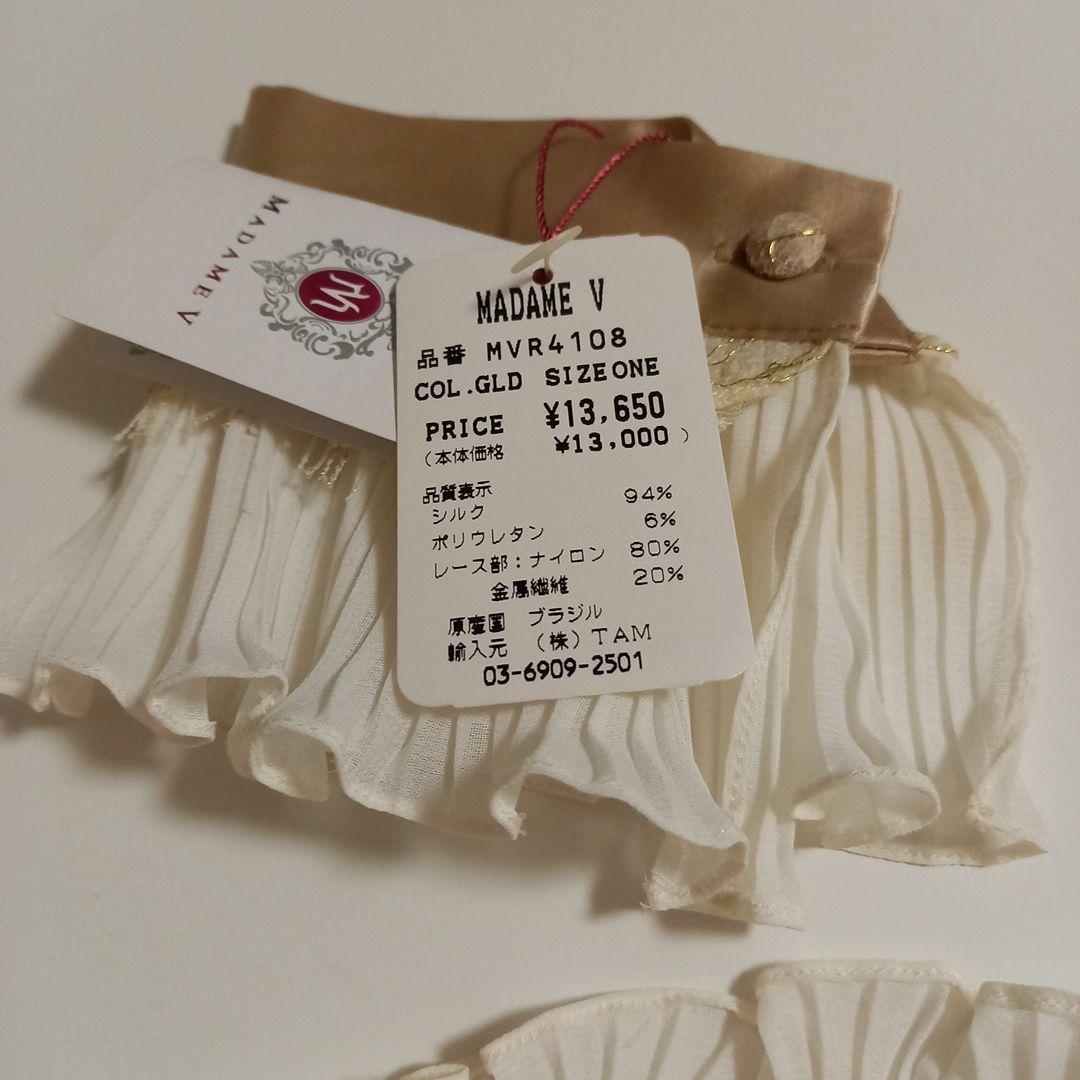 MADAME V
M
MADAME V
品番 MVR4108
COL.GLD SIZE ONE
PRICE ¥13,650
(本体価格 ¥13,000)
品質表示
シルク 94%
ポリウレタン 6%
レース部:ナイロン 80%
金属繊維 20%
原産国 ブラジル
輸入元 (株)TAM
03-6909-2501